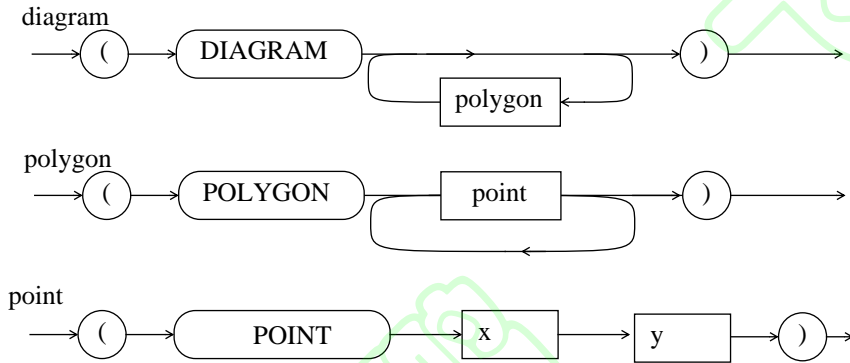 diagram
( DIAGRAM )
polygon
polygon
( POLYGON point )
point
( POINT x y )